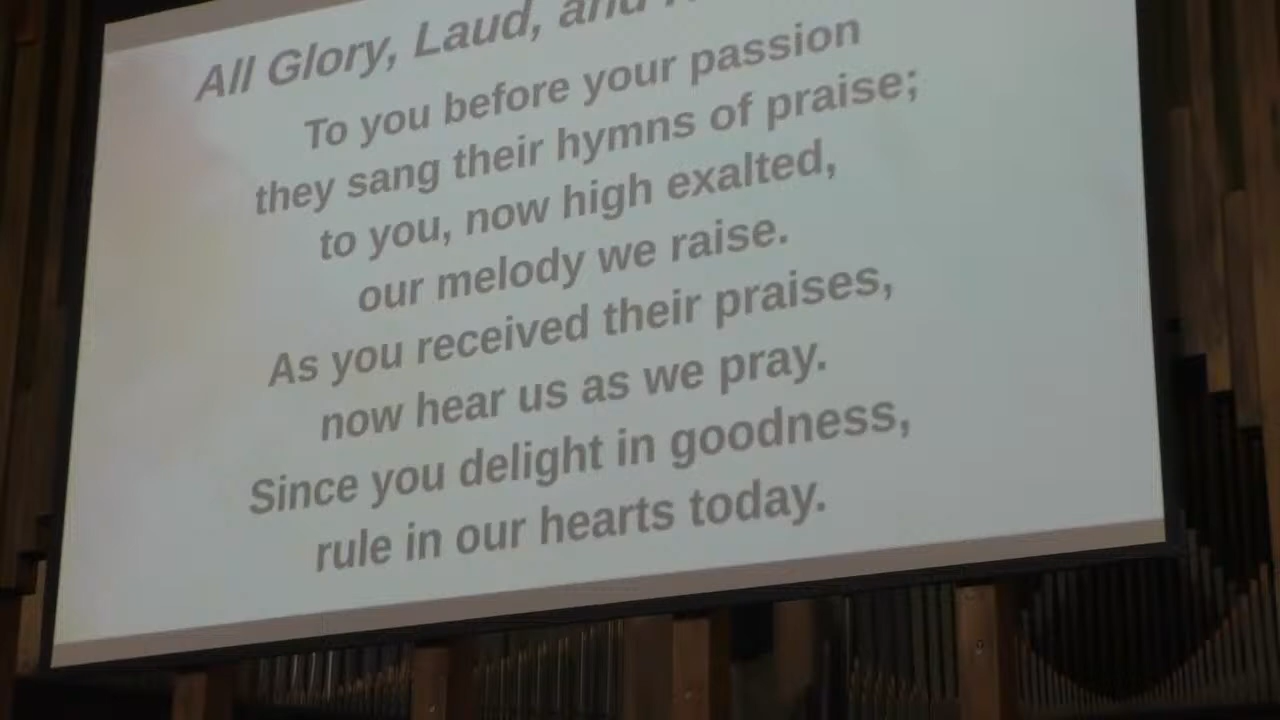 All Glory, Laud, and
To you before your passion
they sang their hymns of praise;
to you, now high exalted,
our melody we raise.
As you received their praises,
now hear us as we pray.
Since you delight in goodness,
rule in our hearts today.